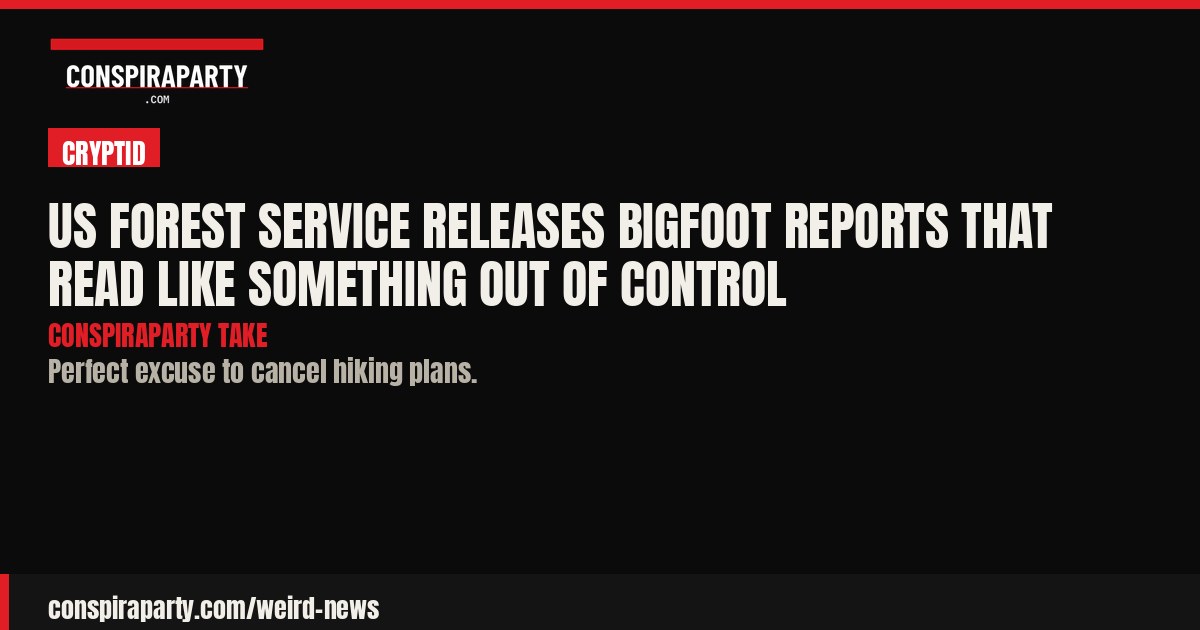 CONSPIRAPARTY
.COM
CRYPTID
US FOREST SERVICE RELEASES BIGFOOT REPORTS THAT
READ LIKE SOMETHING OUT OF CONTROL
CONSPIRAPARTY TAKE
Perfect excuse to cancel hiking plans.
conspiraparty.com/weird-news